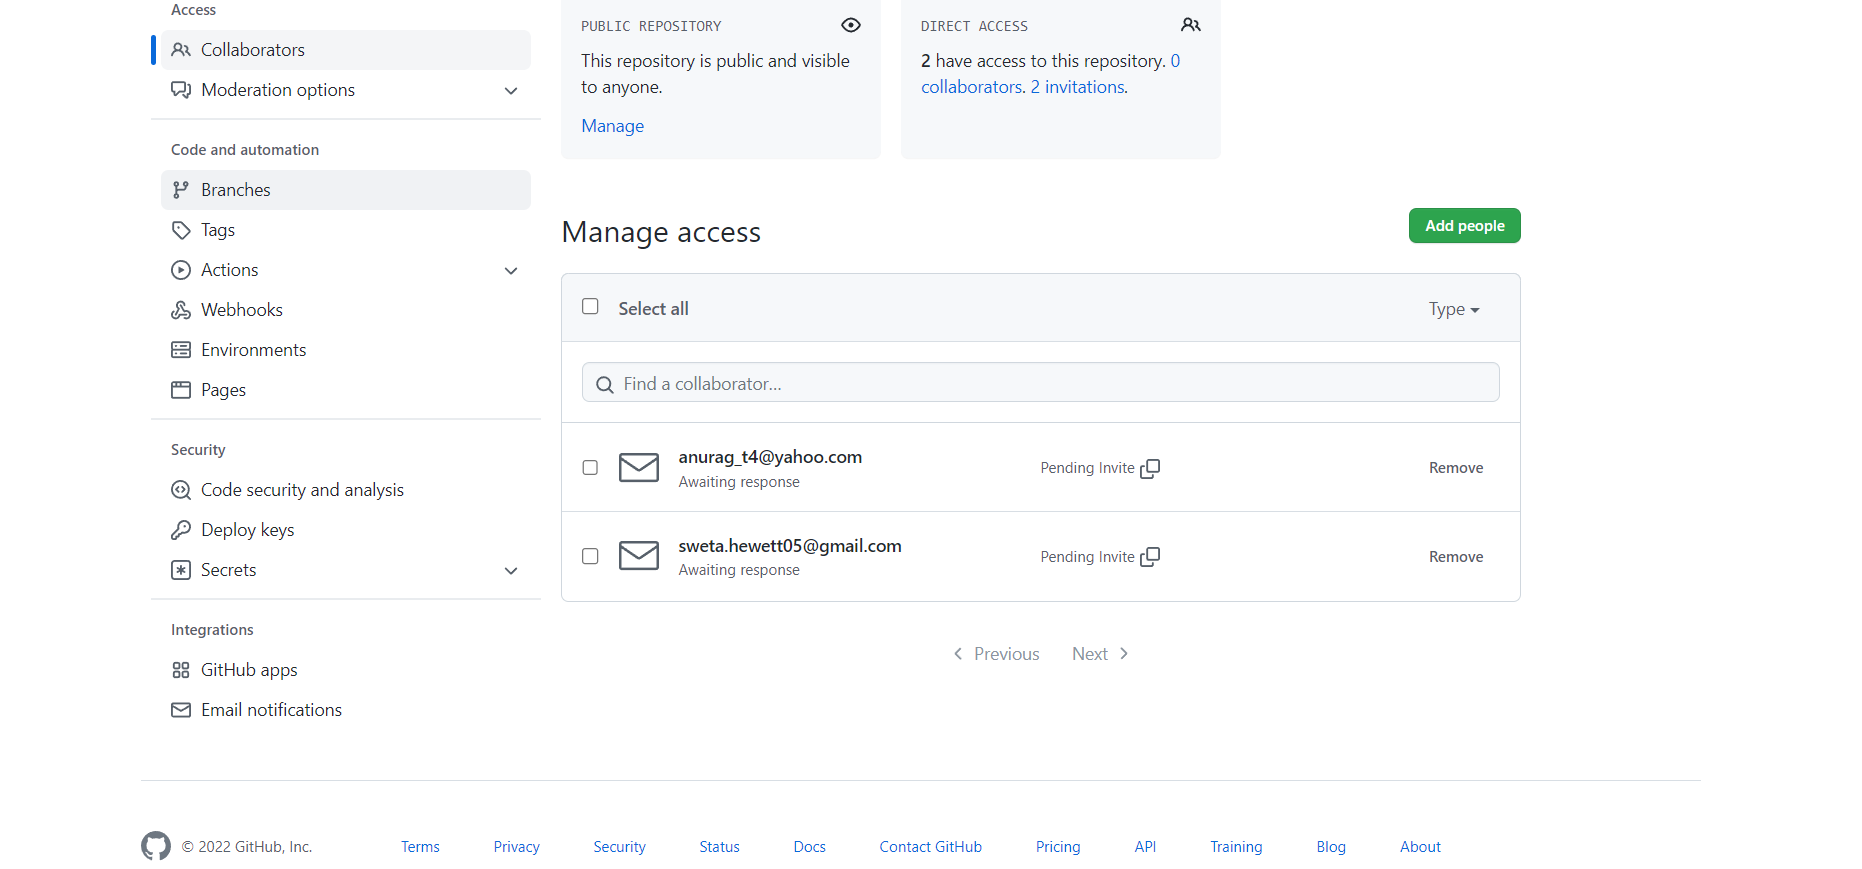 Access
Collaborators
Moderation options
Code and automation
Branches
Tags
Actions
Webhooks
Environments
Pages
Security
Code security and analysis
Deploy keys
Secrets
Integrations
GitHub apps
Email notifications
PUBLIC REPOSITORY
This repository is public and visible
to anyone.
Manage
DIRECT ACCESS
2 have access to this repository. 0
collaborators. 2 invitations.
Manage access
Add people
Select all
Type
Find a collaborator...
anurag_t4@yahoo.com
Awaiting response
Pending Invite
Remove
sweta.hewett05@gmail.com
Awaiting response
Pending Invite
Remove
Previous
Next
© 2022 GitHub, Inc.
Terms
Privacy
Security
Status
Docs
Contact GitHub
Pricing
API
Training
Blog
About